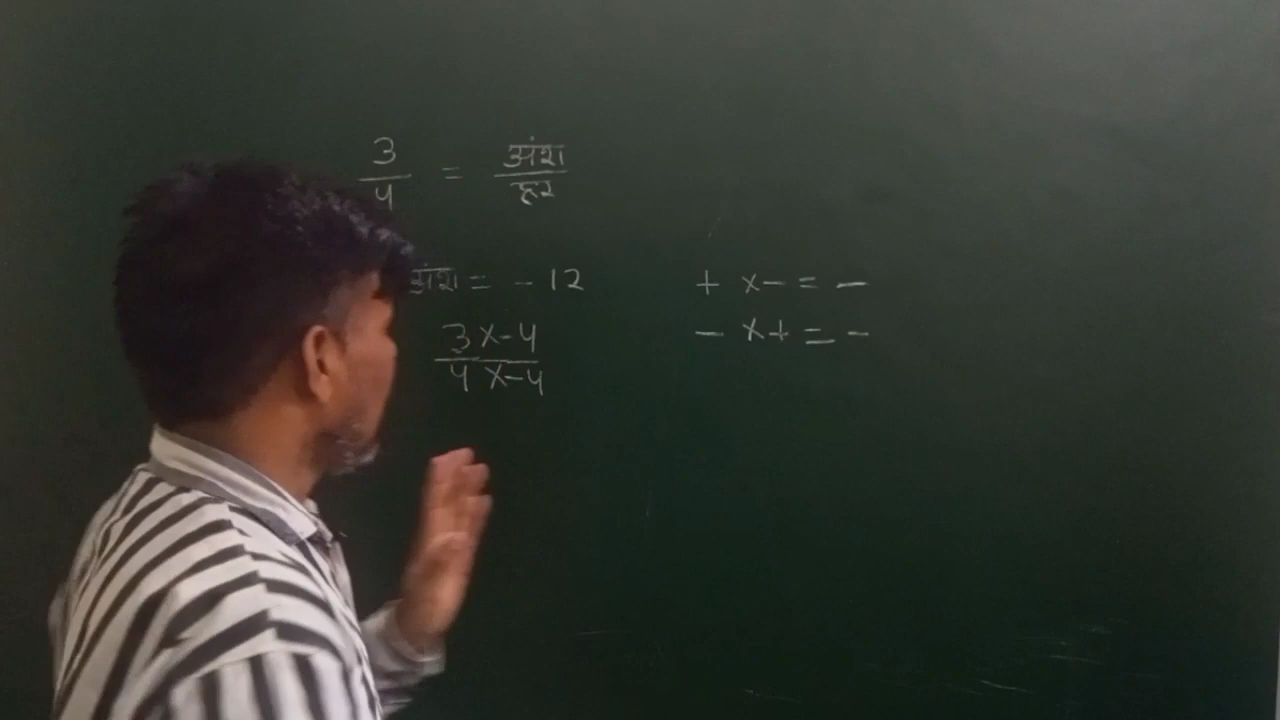 3/4 = अंश/हर
अंश = - 12
+ x - = -
3 x - 4 / 4 x - 4
- x + = -